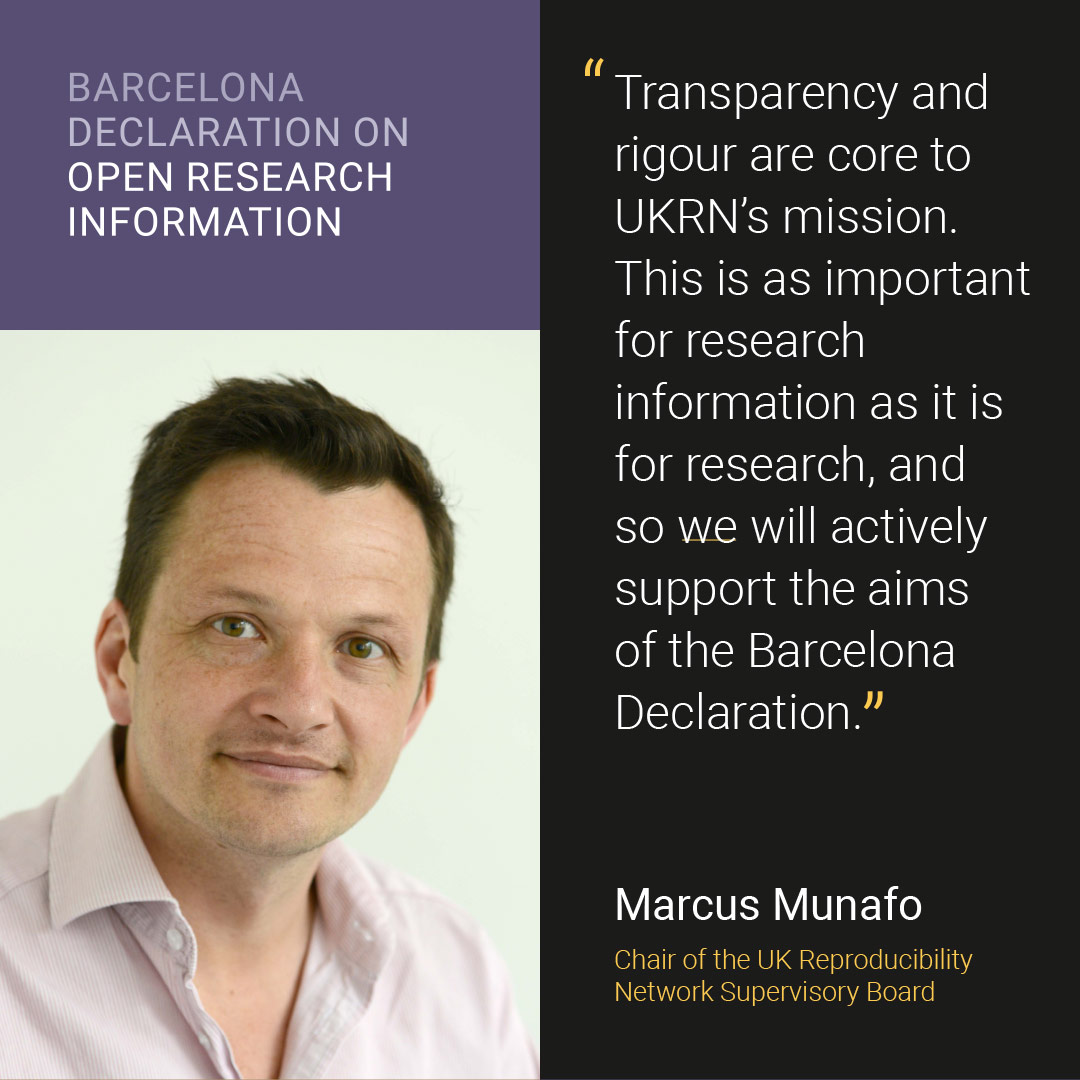 BARCELONA
DECLARATION ON
OPEN RESEARCH
INFORMATION
“Transparency and
rigour are core to
UKRN’s mission.
This is as important
for research
information as it is
for research, and
so we will actively
support the aims
of the Barcelona
Declaration.”
Marcus Munafo
Chair of the UK Reproducibility
Network Supervisory Board